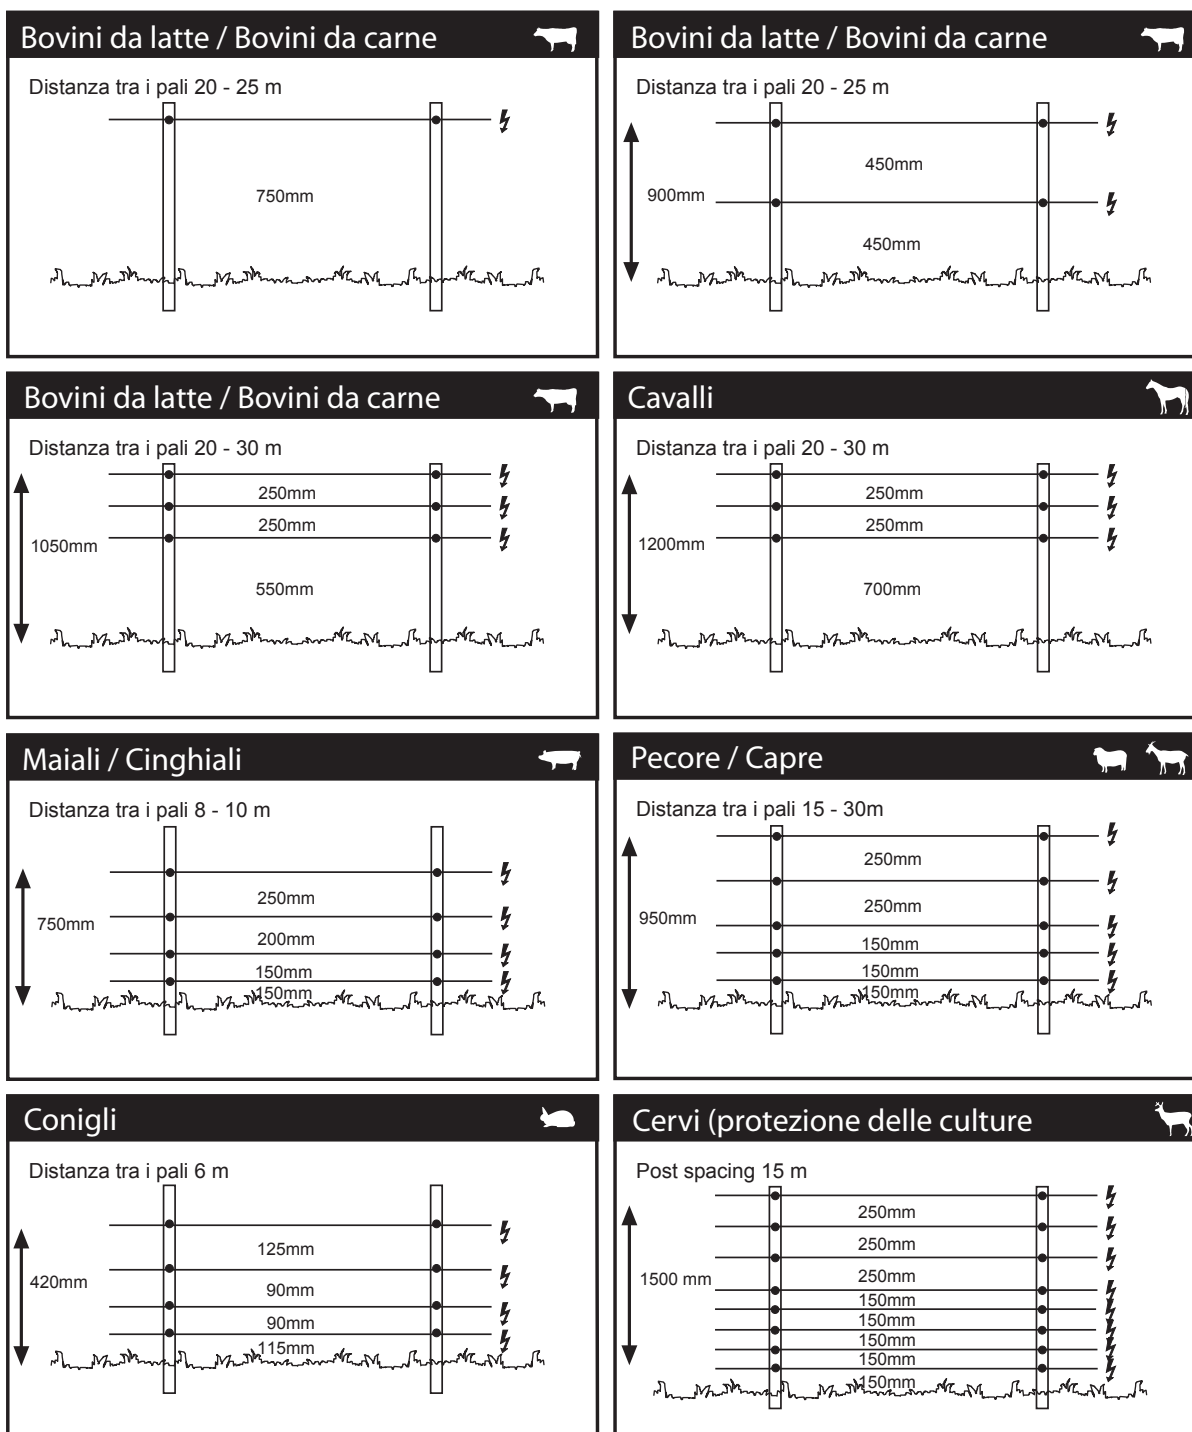 Bovini da latte / Bovini da carne
Distanza tra i pali 20 - 25 m
750mm
Bovini da latte / Bovini da carne
Distanza tra i pali 20 - 25 m
450mm
900mm
450mm
Bovini da latte / Bovini da carne
Distanza tra i pali 20 - 30 m
250mm
250mm
1050mm
550mm
Cavalli
Distanza tra i pali 20 - 30 m
250mm
250mm
1200mm
700mm
Maiali / Cinghiali
Distanza tra i pali 8 - 10 m
250mm
750mm
200mm
150mm
150mm
Pecore / Capre
Distanza tra i pali 15 - 30m
250mm
250mm
950mm
150mm
150mm
150mm
Conigli
Distanza tra i pali 6 m
125mm
420mm
90mm
90mm
115mm
Cervi (protezione delle culture
Post spacing 15 m
250mm
250mm
250mm
1500 mm
150mm
150mm
150mm
150mm
150mm